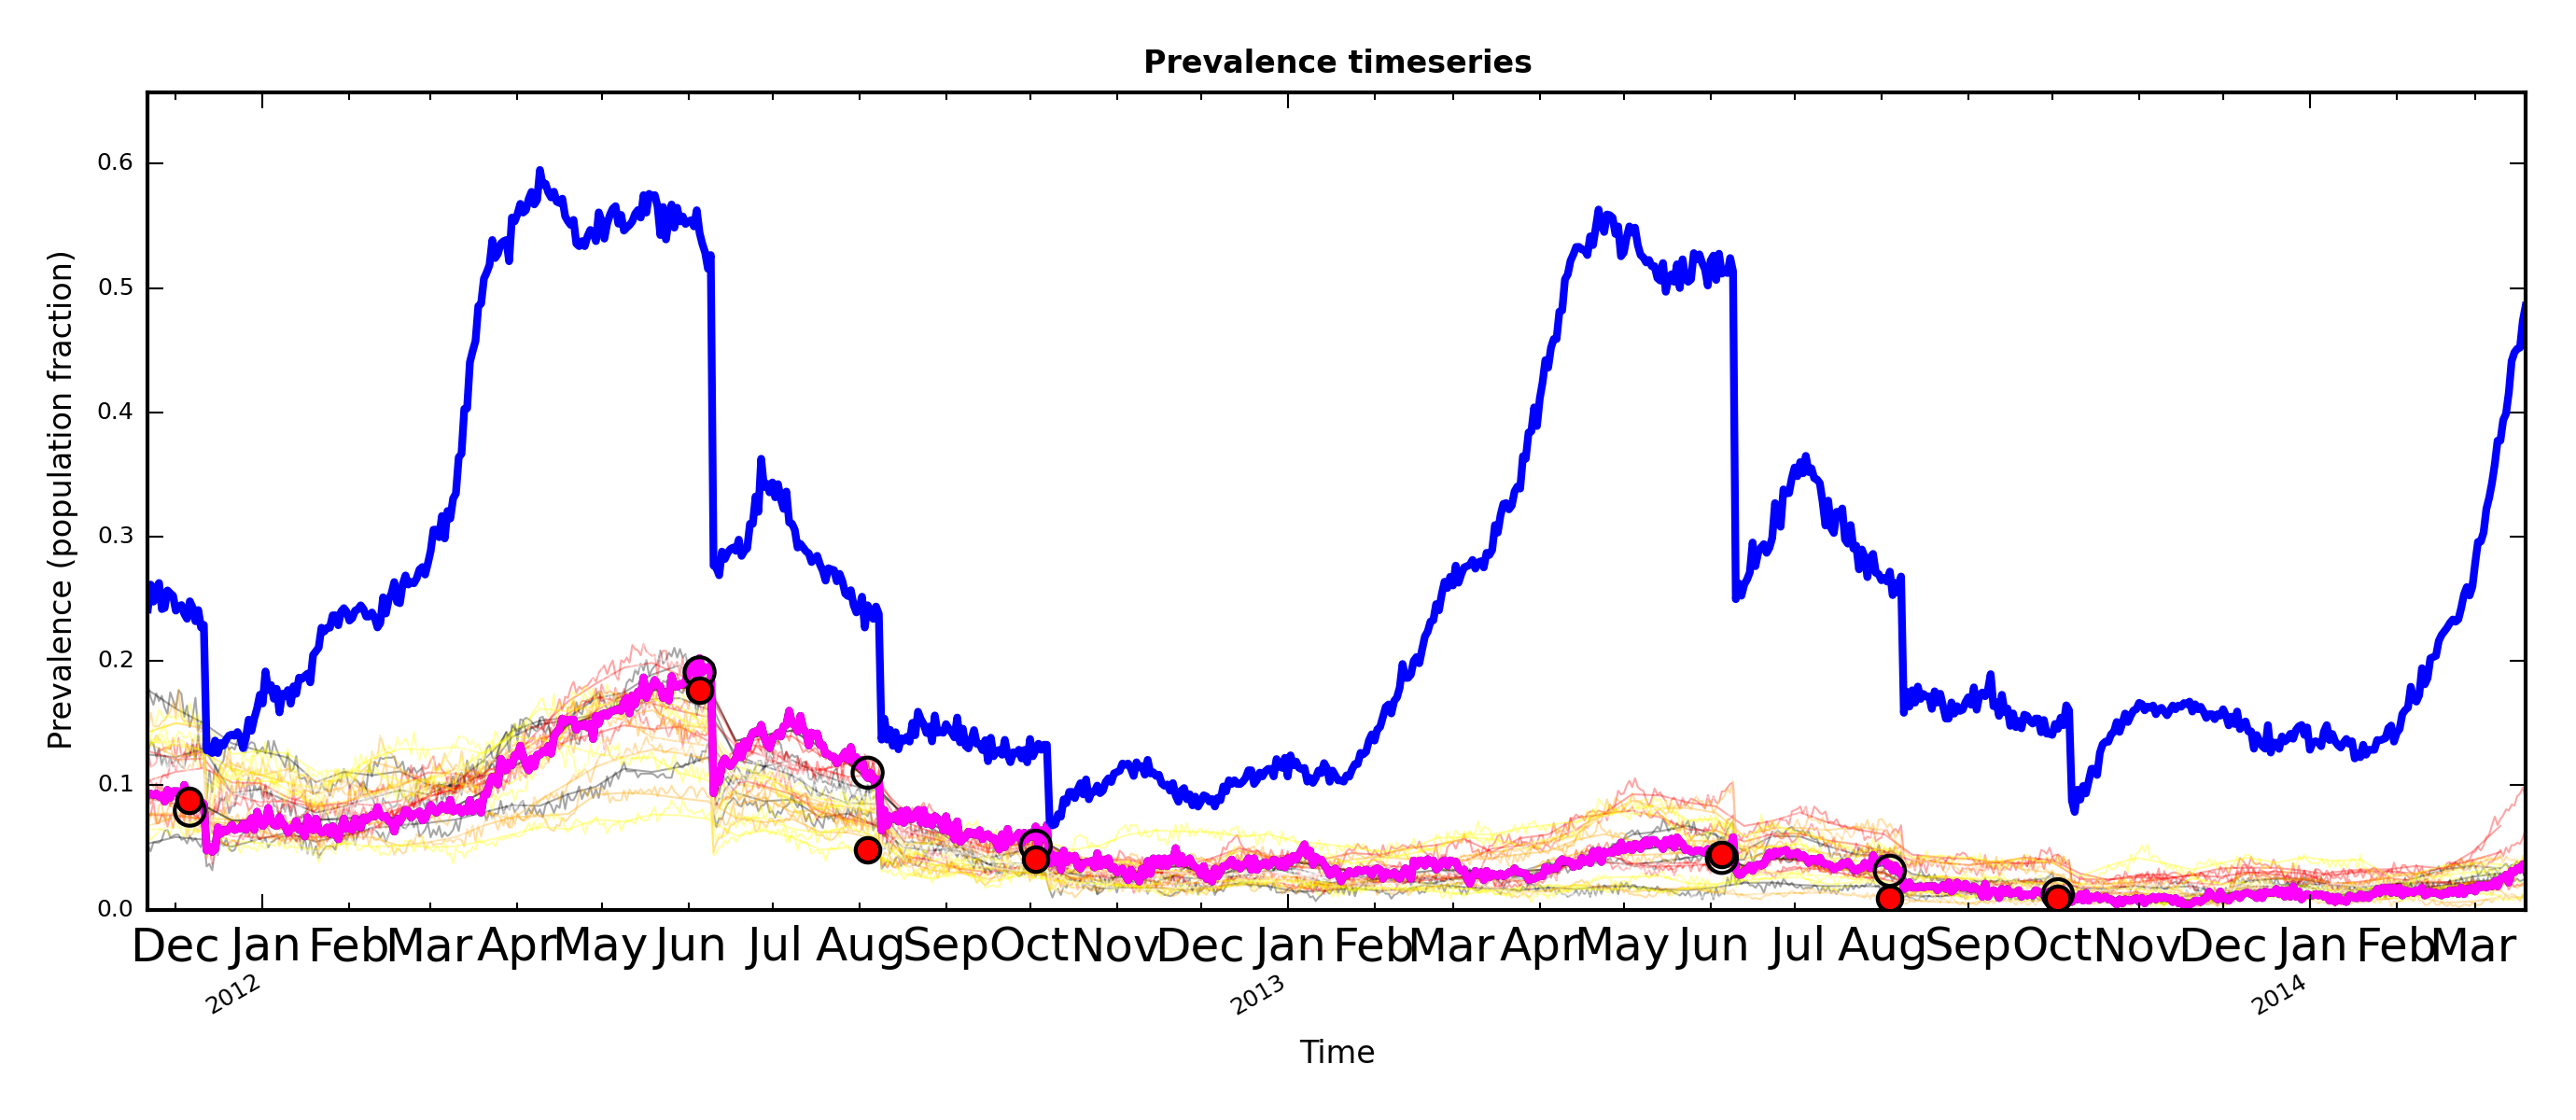 Prevalence timeseries
Prevalence (population fraction)
0.6
0.5
0.4
0.3
0.2
0.1
0.0
Dec Jan Feb Mar Apr May Jun Jul Aug Sep Oct Nov Dec Jan Feb Mar Apr May Jun Jul Aug Sep Oct Nov Dec Jan Feb Mar
2012 2013 2014
Time